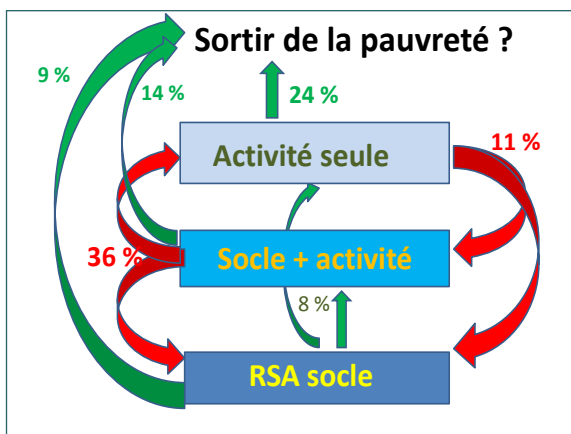 Sortir de la pauvreté ?
9 %
14 %
24 %
Activité seule
11 %
36 %
Socle + activité
8 %
RSA socle